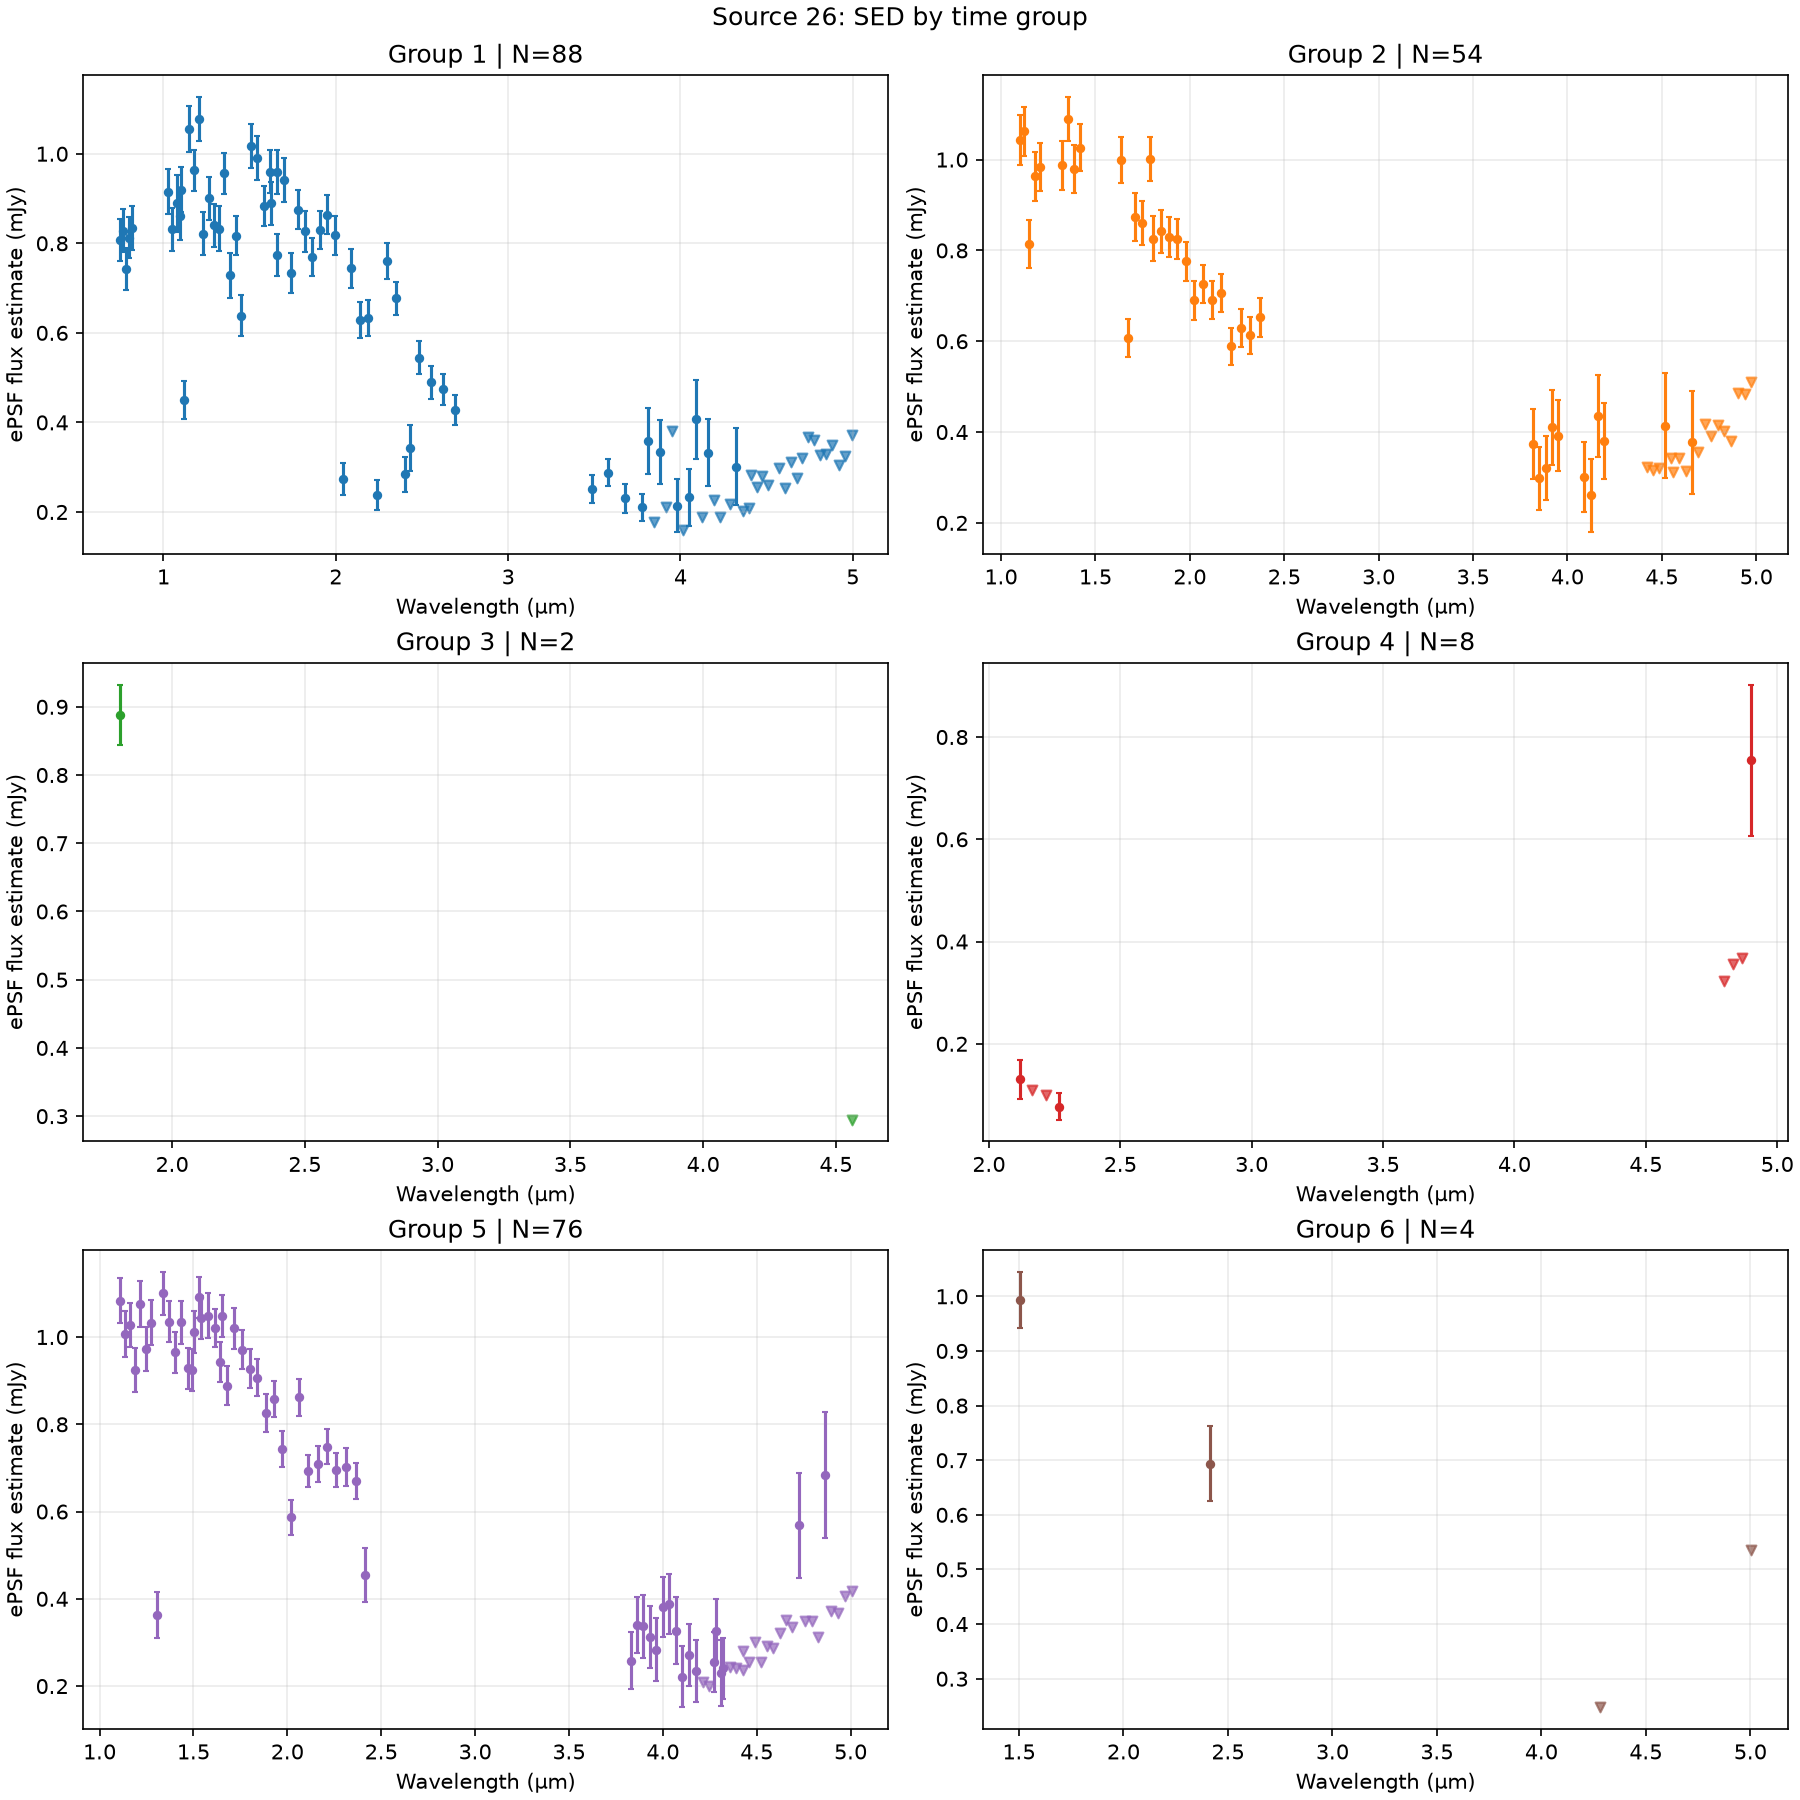 Source 26: SED by time group
Group 1 | N=88
ePSF flux estimate (mJy)
1.0
0.8
0.6
0.4
0.2
1 2 3 4 5
Wavelength (µm)
Group 2 | N=54
ePSF flux estimate (mJy)
1.0
0.8
0.6
0.4
0.2
1.0 1.5 2.0 2.5 3.0 3.5 4.0 4.5 5.0
Wavelength (µm)
Group 3 | N=2
ePSF flux estimate (mJy)
0.9
0.8
0.7
0.6
0.5
0.4
0.3
2.0 2.5 3.0 3.5 4.0 4.5
Wavelength (µm)
Group 4 | N=8
ePSF flux estimate (mJy)
0.8
0.6
0.4
0.2
2.0 2.5 3.0 3.5 4.0 4.5 5.0
Wavelength (µm)
Group 5 | N=76
ePSF flux estimate (mJy)
1.0
0.8
0.6
0.4
0.2
1.0 1.5 2.0 2.5 3.0 3.5 4.0 4.5 5.0
Wavelength (µm)
Group 6 | N=4
ePSF flux estimate (mJy)
1.0
0.9
0.8
0.7
0.6
0.5
0.4
0.3
1.5 2.0 2.5 3.0 3.5 4.0 4.5 5.0
Wavelength (µm)